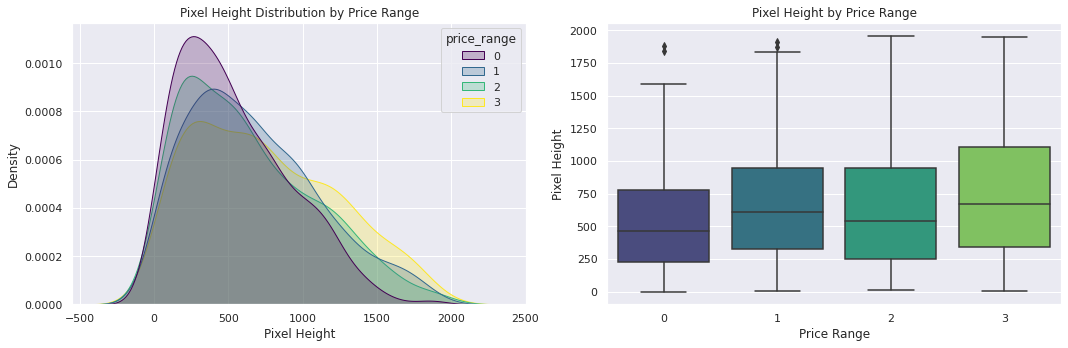 Pixel Height Distribution by Price Range
price_range
0
1
2
3
Density
0.0010
0.0008
0.0006
0.0004
0.0002
0.0000
−500 0 500 1000 1500 2000 2500
Pixel Height
Pixel Height by Price Range
Pixel Height
2000
1750
1500
1250
1000
750
500
250
0
0 1 2 3
Price Range